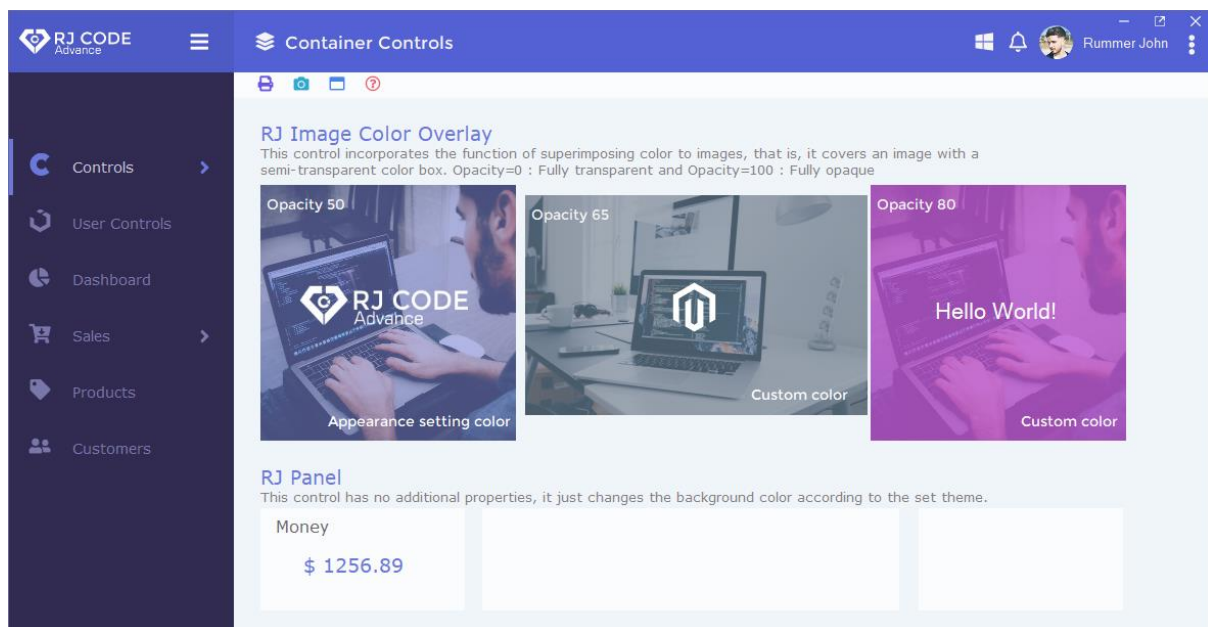 RJ CODE
Advance
Container Controls
Rummer John
Controls
User Controls
Dashboard
Sales
Products
Customers
RJ Image Color Overlay
This control incorporates the function of superimposing color to images, that is, it covers an image with a
semi-transparent color box. Opacity=0 : Fully transparent and Opacity=100 : Fully opaque
Opacity 50
RJ CODE
Advance
Appearance setting color
Opacity 65
Custom color
Opacity 80
Hello World!
Custom color
RJ Panel
This control has no additional properties, it just changes the background color according to the set theme.
Money
$ 1256.89